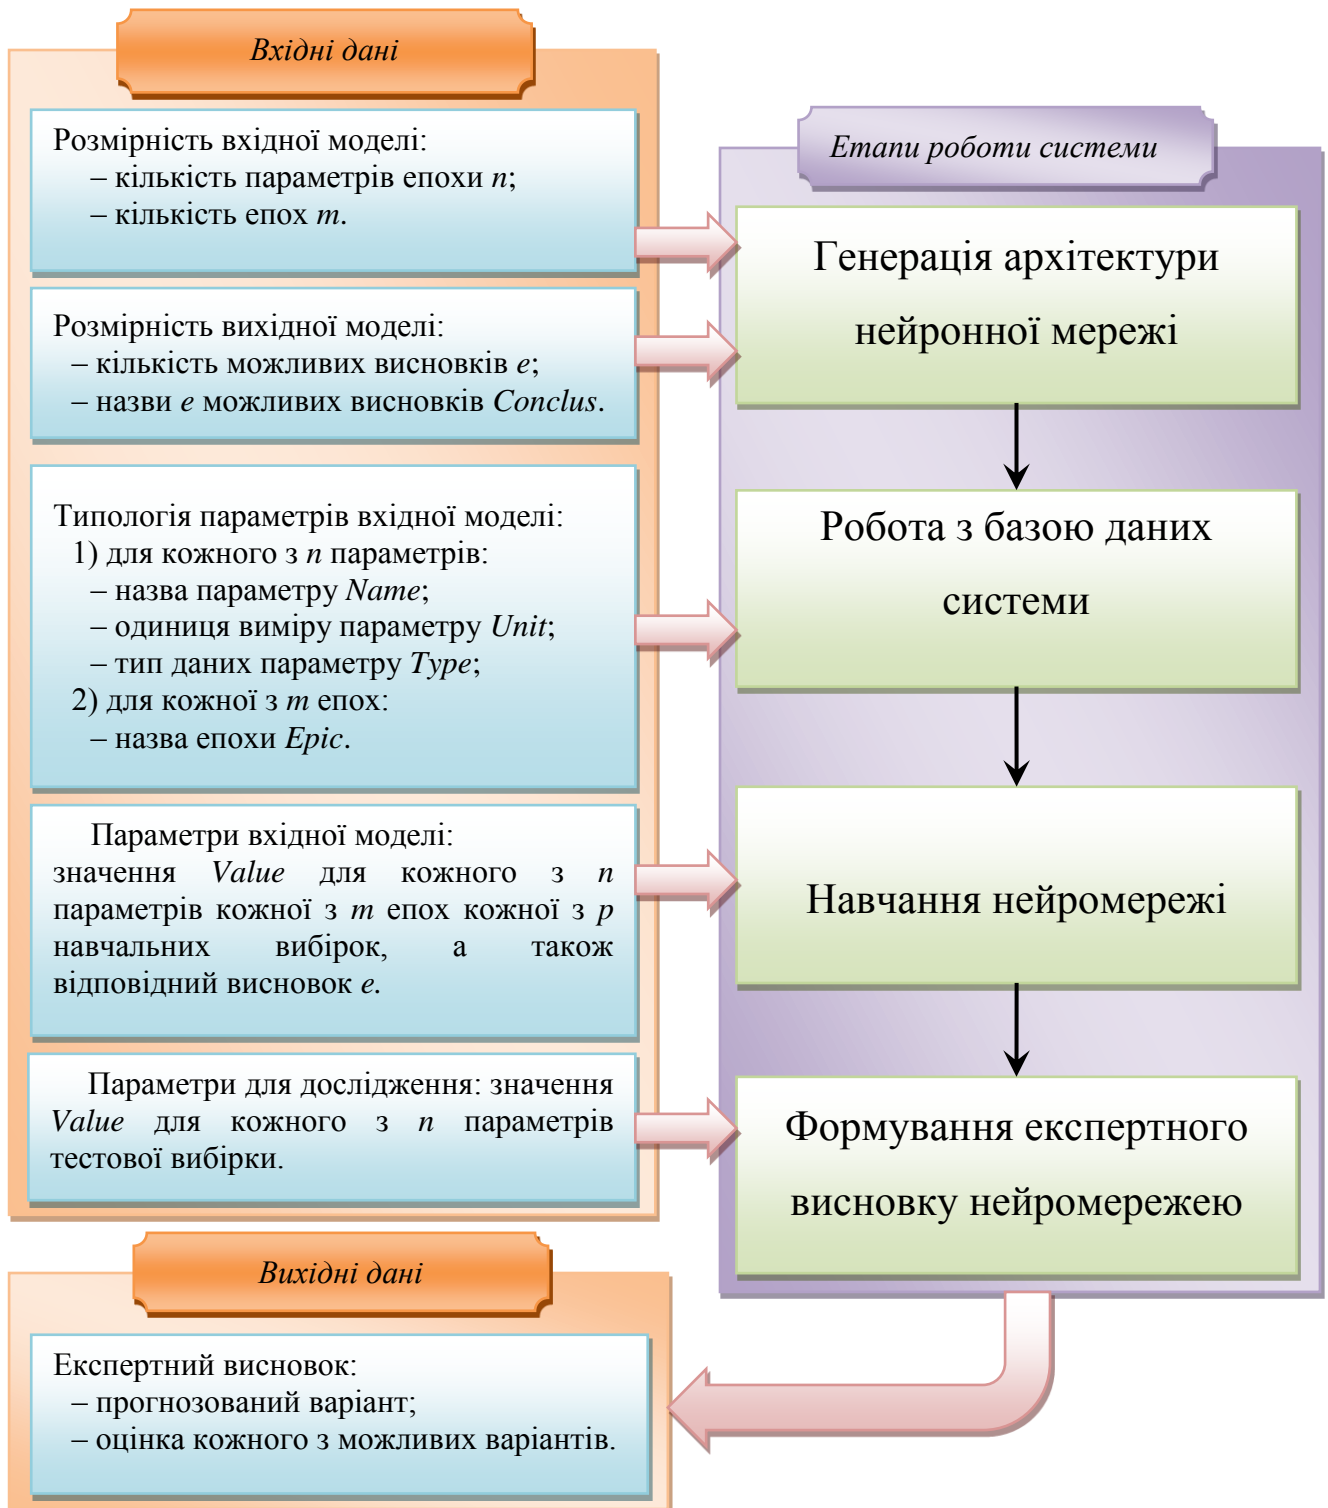 Вхідні дані
Розмірність вхідної моделі:
– кількість параметрів епохи n;
– кількість епох m.
Розмірність вихідної моделі:
– кількість можливих висновків e;
– назви e можливих висновків Conclus.
Типологія параметрів вхідної моделі:
1) для кожного з n параметрів:
– назва параметру Name;
– одиниця виміру параметру Unit;
– тип даних параметру Type;
2) для кожної з m епох:
– назва епохи Epic.
Параметри вхідної моделі:
значення Value для кожного з n
параметрів кожної з m епох кожної з p
навчальних вибірок, а також
відповідний висновок e.
Параметри для дослідження: значення
Value для кожного з n параметрів
тестової вибірки.
Етапи роботи системи
Генерація архітектури
нейронної мережі
Робота з базою даних
системи
Навчання нейромережі
Формування експертного
висновку нейромережею
Вихідні дані
Експертний висновок:
– прогнозований варіант;
– оцінка кожного з можливих варіантів.